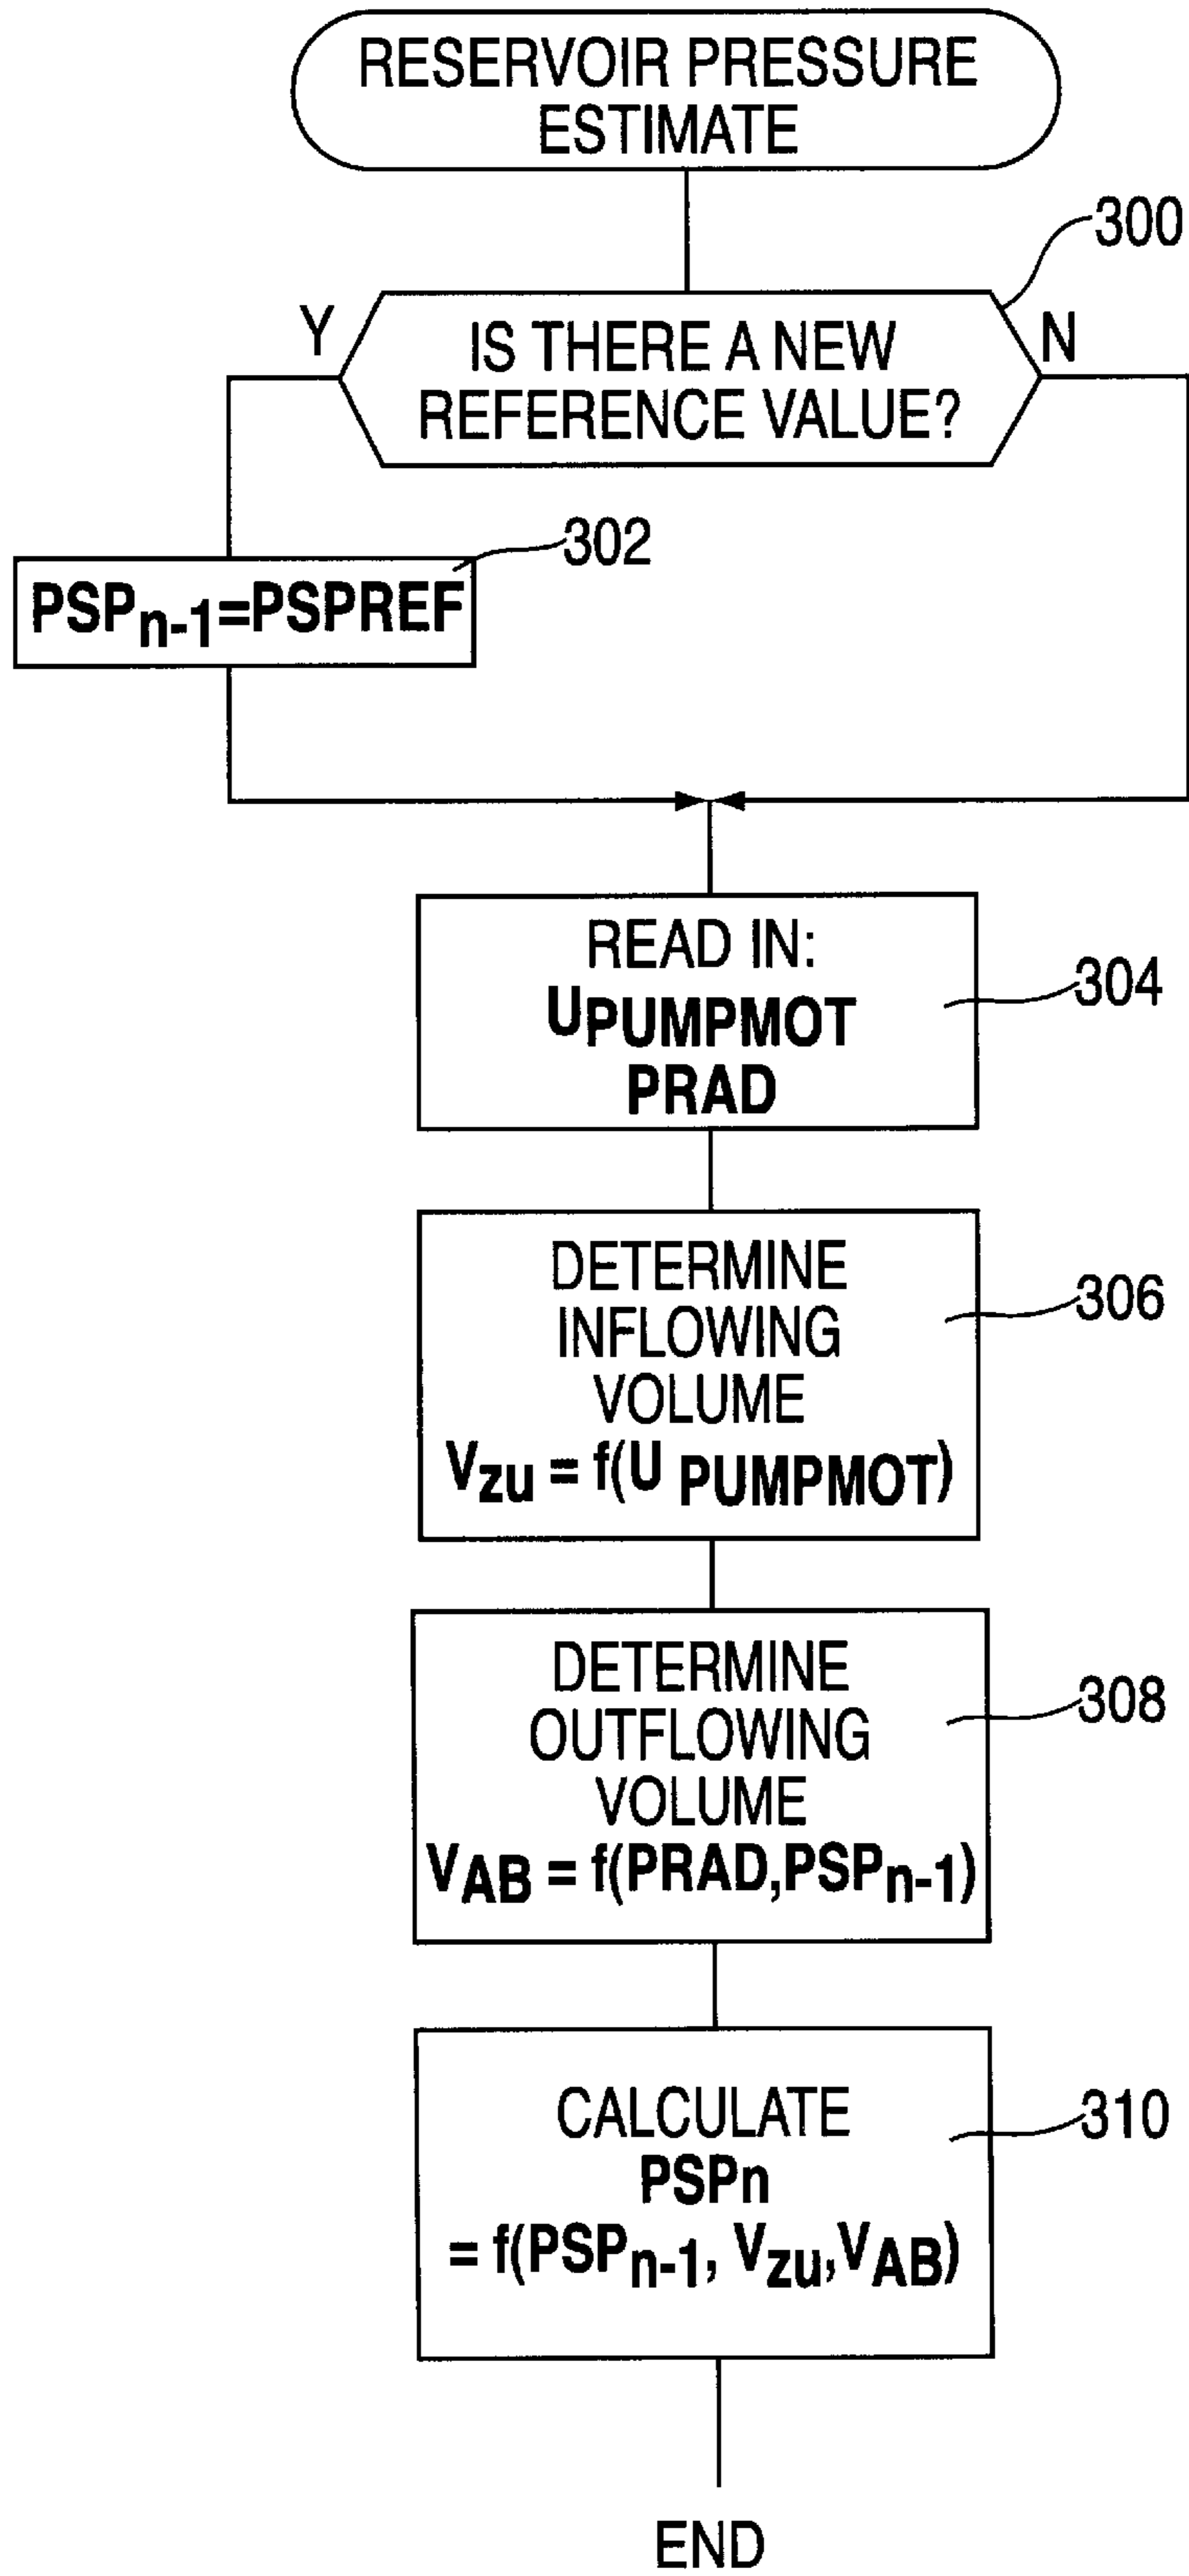 RESERVOIR PRESSURE
ESTIMATE
300
Y
N
IS THERE A NEW
REFERENCE VALUE?
302
PSPn-1=PSPREF
READ IN:
UPUMPMOT
PRAD
304
DETERMINE
INFLOWING
VOLUME
Vzu = f(U PUMPMOT)
306
DETERMINE
OUTFLOWING
VOLUME
VAB = f(PRAD,PSPn-1)
308
CALCULATE
PSPn
= f(PSPn-1, Vzu,VAB)
310
END